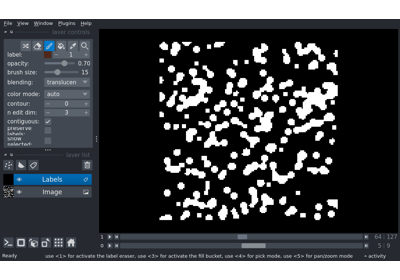 File View Window Plugins Help
layer controls
label: 1
opacity: 0.70
brush size: 15
blending: translucen
color mode: auto
contour: 0
n edit dim: 3
contiguous:
preserve
labels:
show
selected:
layer list
Labels
Image
1 64 127
0 5 9
Ready use <1> for activate the label eraser, use <3> for activate the fill bucket, use <4> for pick mode, use <5> for pan/zoom mode activity